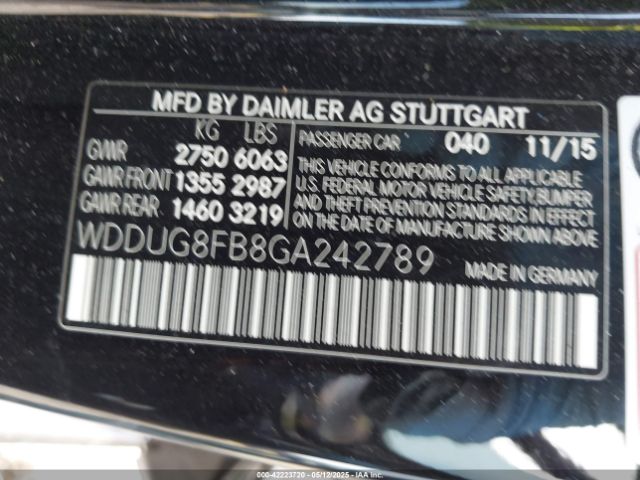 MFD BY DAIMLER AG STUTTGART
KG LBS
GVWR 2750 6063
GAWR FRONT 1355 2987
GAWR REAR 1460 3219
PASSENGER CAR 040 11/15
THIS VEHICLE CONFORMS TO ALL APPLICABLE
U.S. FEDERAL MOTOR VEHICLE SAFETY,BUMPER
AND THEFT PREVENTION STANDARDS IN EFFECT
ON THE DATE OF MANUFACTURE SHOWN ABOVE.
WDDUG8FB8GA242789
MADE IN GERMANY
000-42223720 - 05/12/2025 - COPART